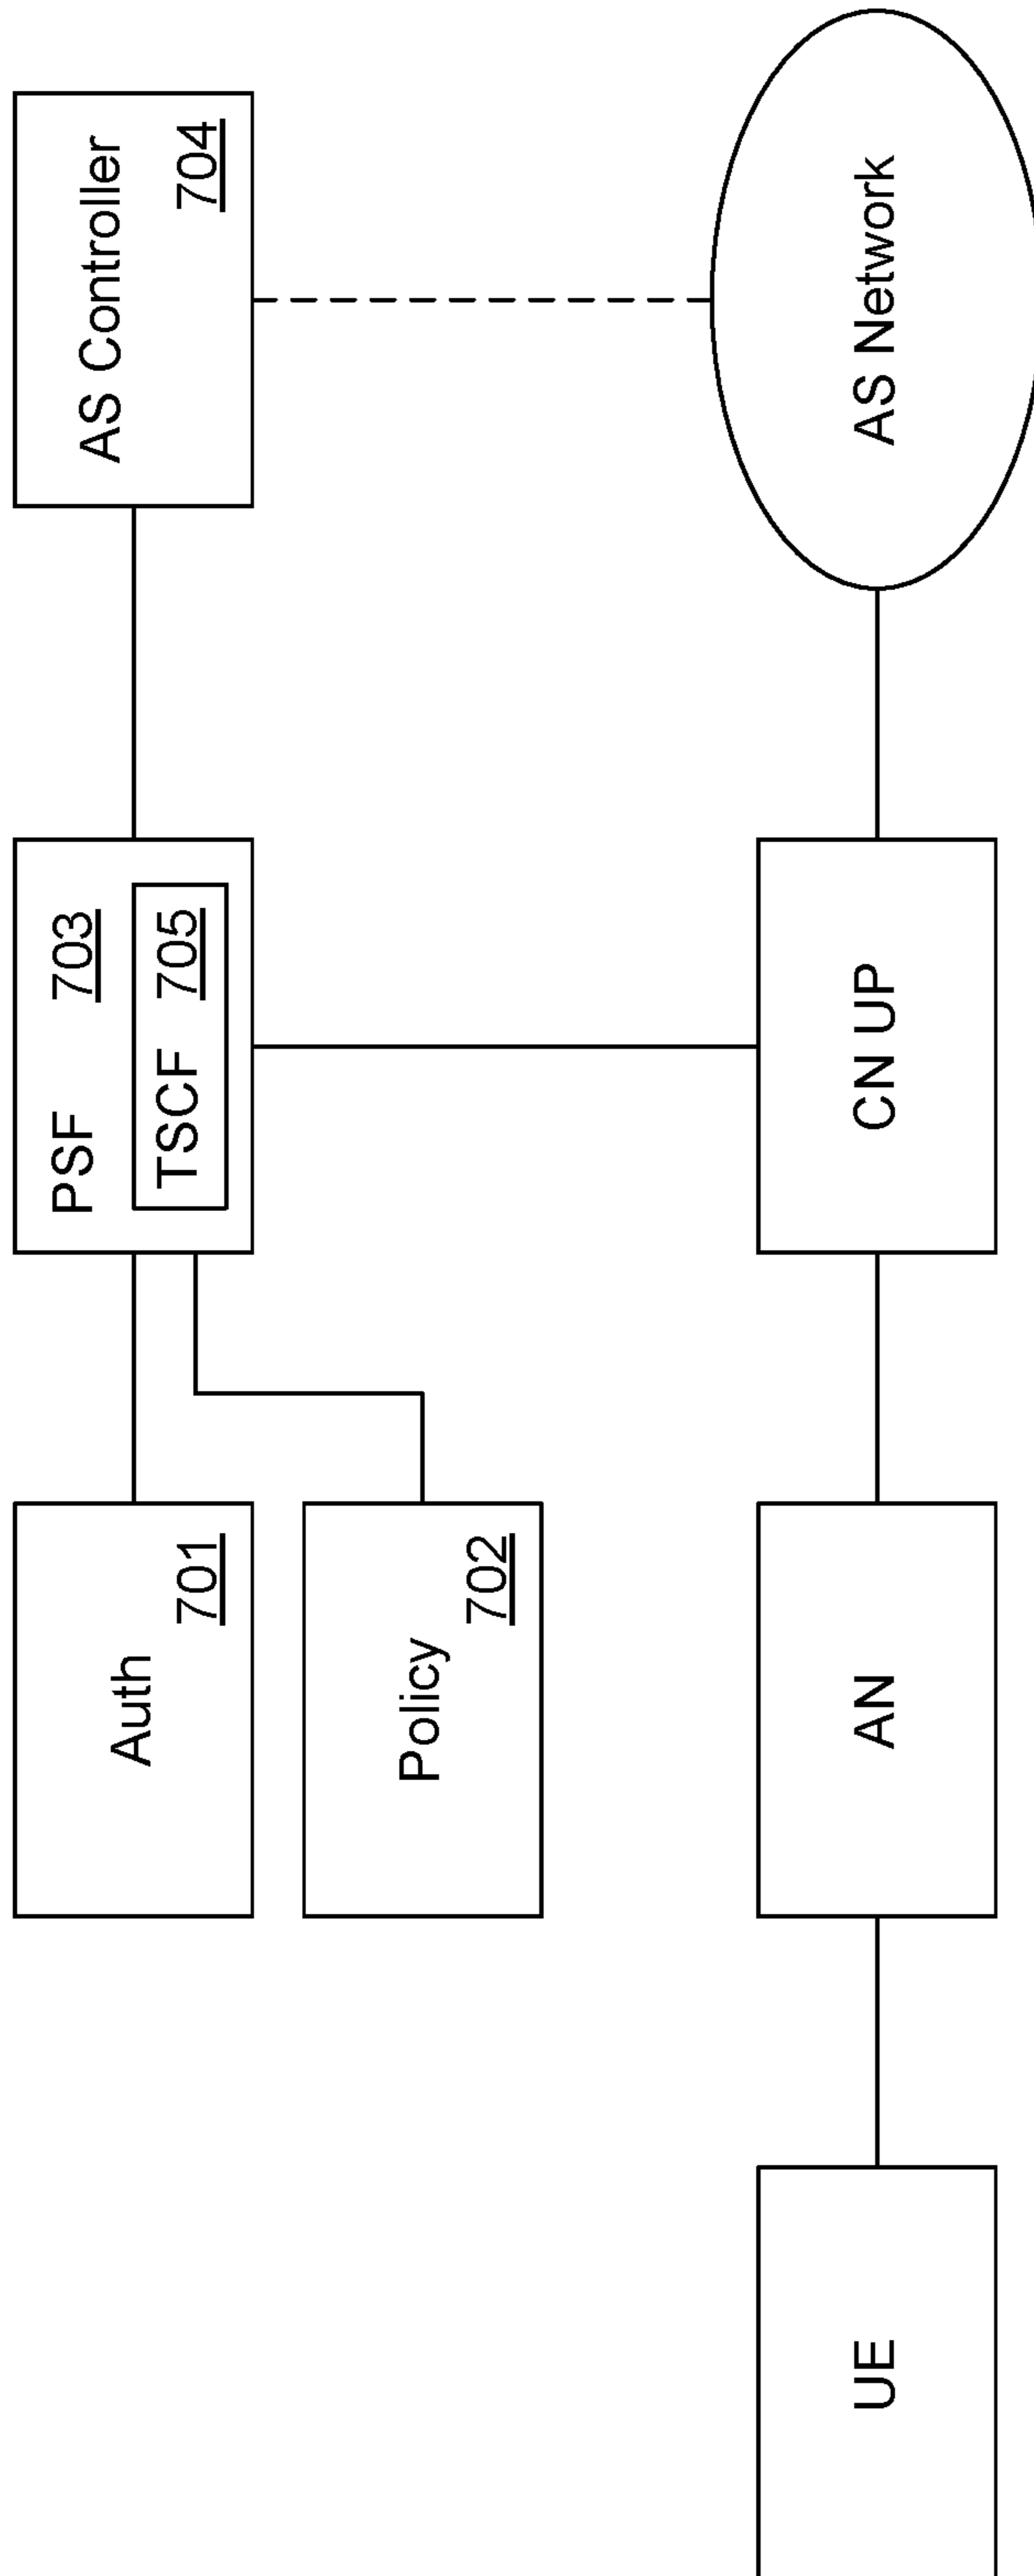 Auth
701
PSF 703
TSCF 705
AS Controller
704
Policy
702
UE
AN
CN UP
AS Network